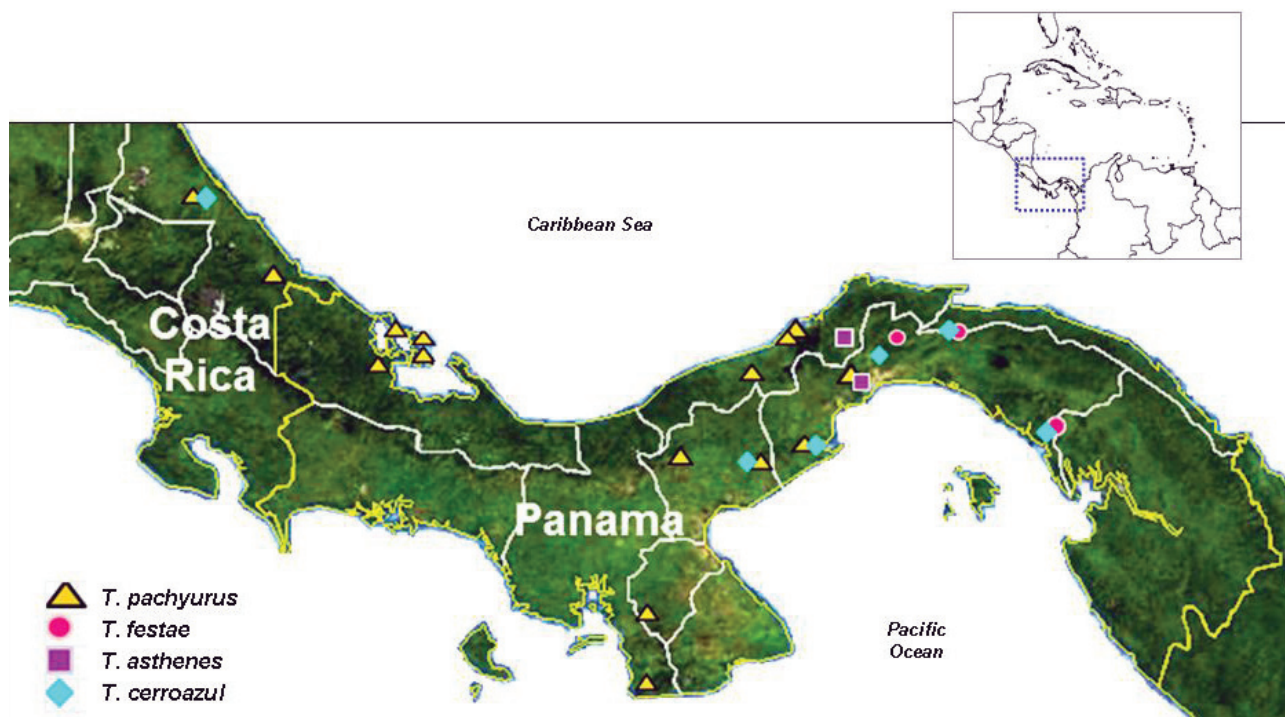 Caribbean Sea
Costa
Rica
Panama
T. pachyurus
T. festae
T. asthenes
T. cerroazul
Pacific
Ocean